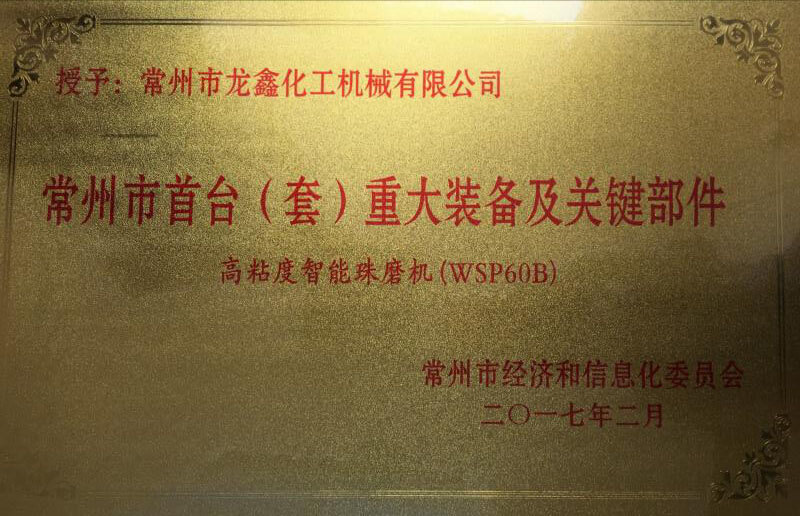 授予：常州市龙鑫化工机械有限公司
常州市首台（套）重大装备及关键部件
高粘度智能珠磨机(WSP60B)
常州市经济和信息化委员会
二〇一七年二月